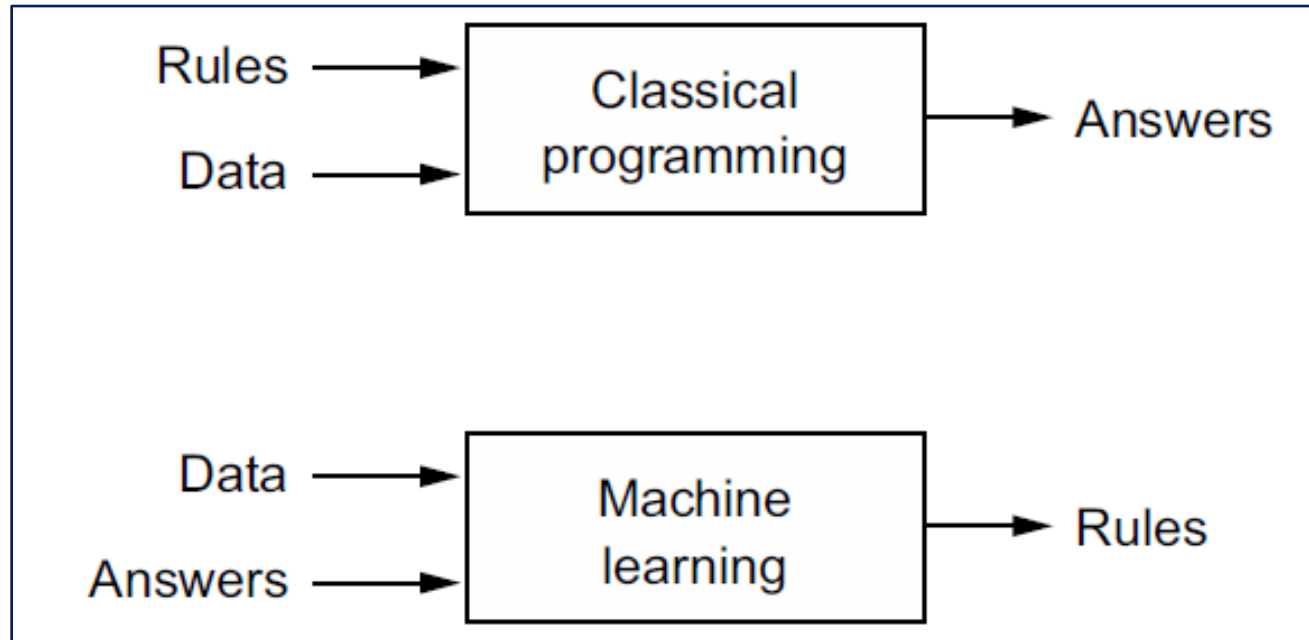 Rules
Data
Classical
programming
Answers
Data
Answers
Machine
learning
Rules